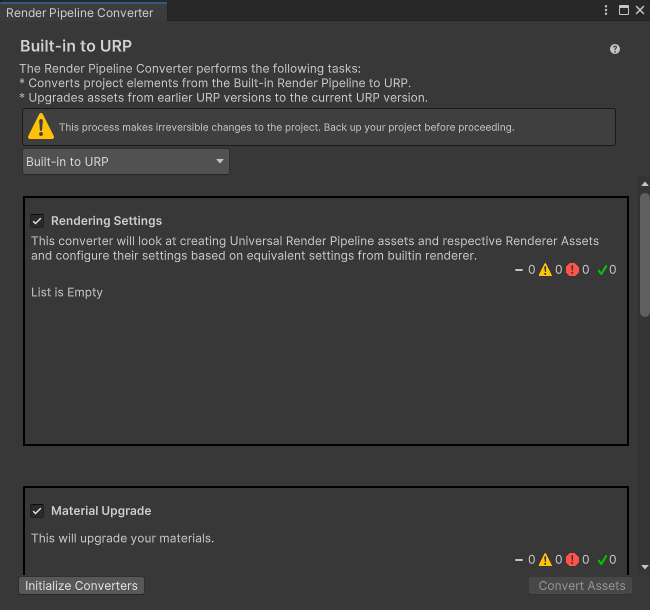 Render Pipeline Converter
Built-in to URP
The Render Pipeline Converter performs the following tasks:
* Converts project elements from the Built-in Render Pipeline to URP.
* Upgrades assets from earlier URP versions to the current URP version.
This process makes irreversible changes to the project. Back up your project before proceeding.
Built-in to URP
Rendering Settings
This converter will look at creating Universal Render Pipeline assets and respective Renderer Assets
and configure their settings based on equivalent settings from builtin renderer.
0 0 0 0
List is Empty
Material Upgrade
This will upgrade your materials.
0 0 0 0
Initialize Converters Convert Assets